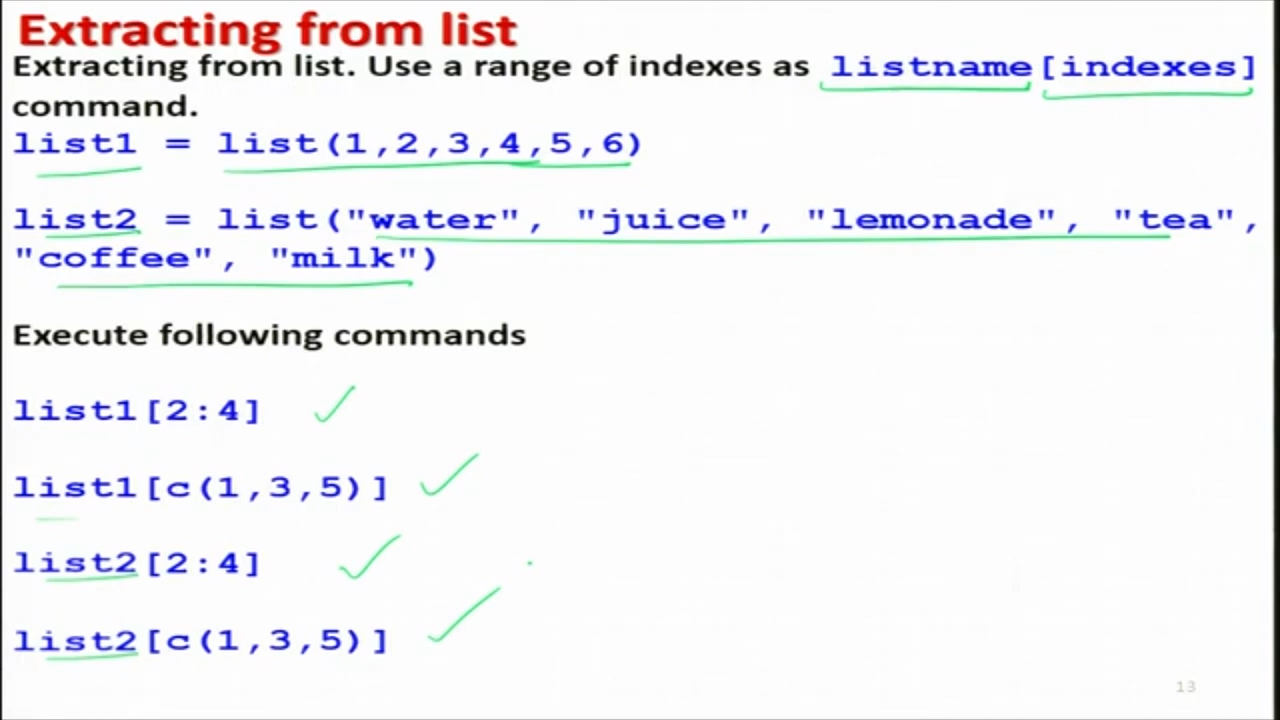 Extracting from list
Extracting from list. Use a range of indexes as listname[indexes]
command.
list1 = list(1,2,3,4,5,6)
list2 = list("water", "juice", "lemonade", "tea",
"coffee", "milk")
Execute following commands
list1[2:4]
list1[c(1,3,5)]
list2[2:4]
list2[c(1,3,5)]
13